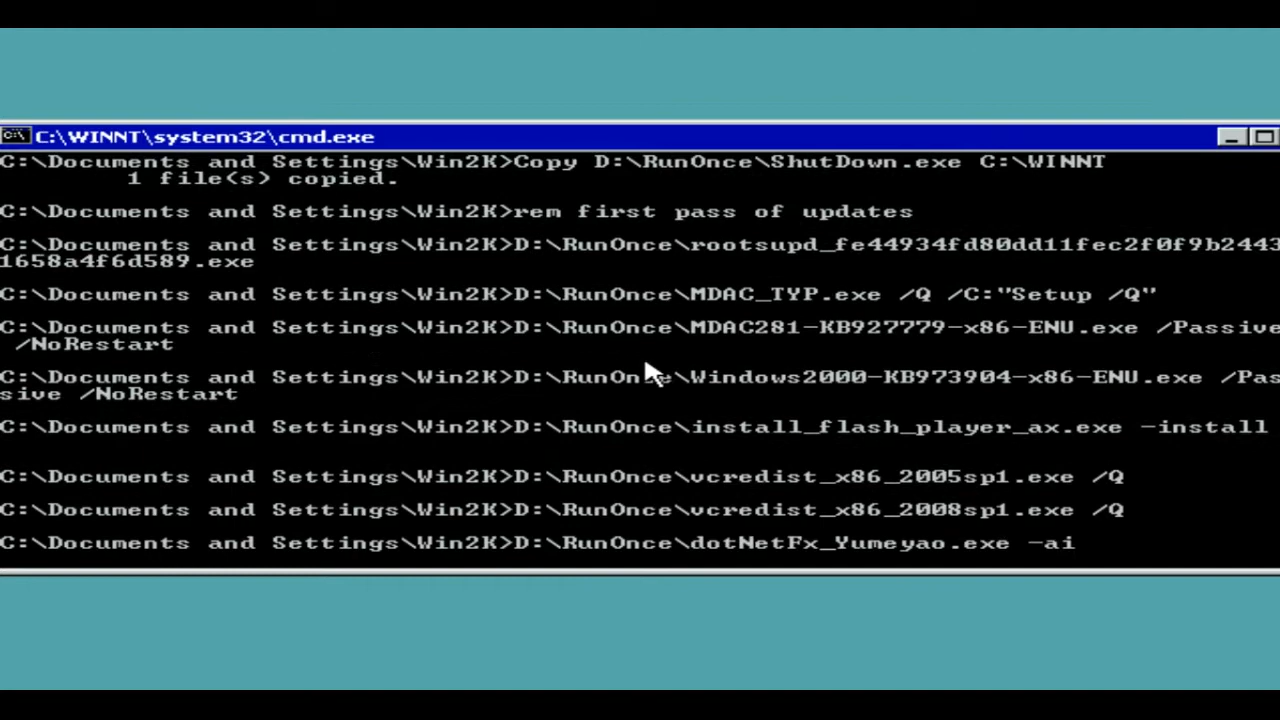 C:\WINNT\system32\cmd.exe
C:\Documents and Settings\Win2K>Copy D:\RunOnce\ShutDown.exe C:\WINNT
1 file(s) copied.
C:\Documents and Settings\Win2K>rem first pass of updates
C:\Documents and Settings\Win2K>D:\RunOnce\rootsupd_fe44934fd80dd11fec2f0f9b2443
1658a4f6d589.exe
C:\Documents and Settings\Win2K>D:\RunOnce\MDAC_TYP.exe /Q /C:"Setup /Q"
C:\Documents and Settings\Win2K>D:\RunOnce\MDAC281-KB927779-x86-ENU.exe /Passive
/NoRestart
C:\Documents and Settings\Win2K>D:\RunOnce\Windows2000-KB973904-x86-ENU.exe /Pas
sive /NoRestart
C:\Documents and Settings\Win2K>D:\RunOnce\install_flash_player_ax.exe -install
C:\Documents and Settings\Win2K>D:\RunOnce\vcredist_x86_2005sp1.exe /Q
C:\Documents and Settings\Win2K>D:\RunOnce\vcredist_x86_2008sp1.exe /Q
C:\Documents and Settings\Win2K>D:\RunOnce\dotNetFx_Yumeyao.exe -ai